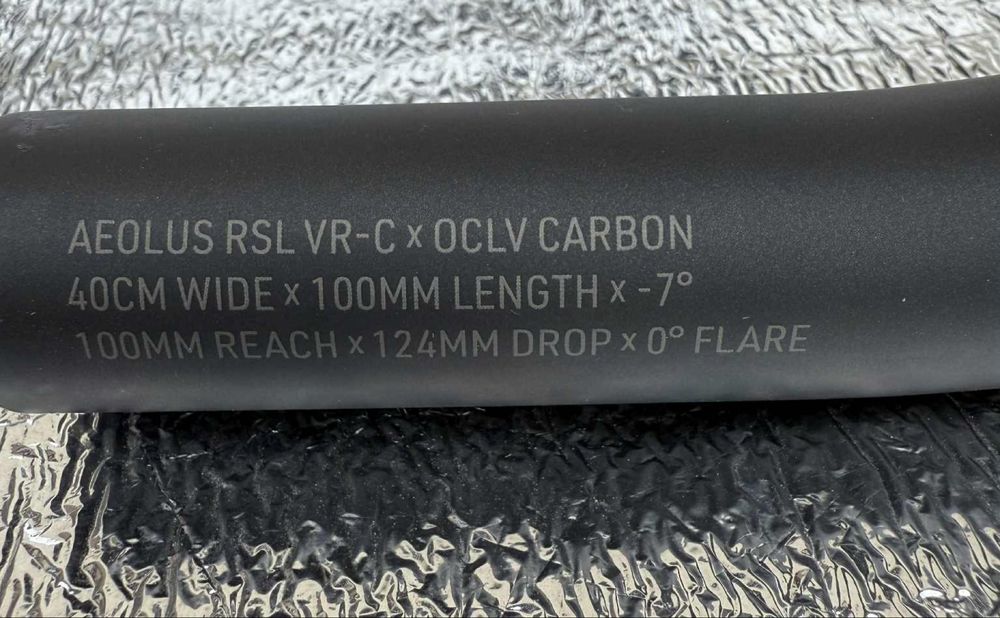 AEOLUS RSL VR-C x OCLV CARBON
40CM WIDE x 100MM LENGTH x -7°
100MM REACH x 124MM DROP x 0° FLARE